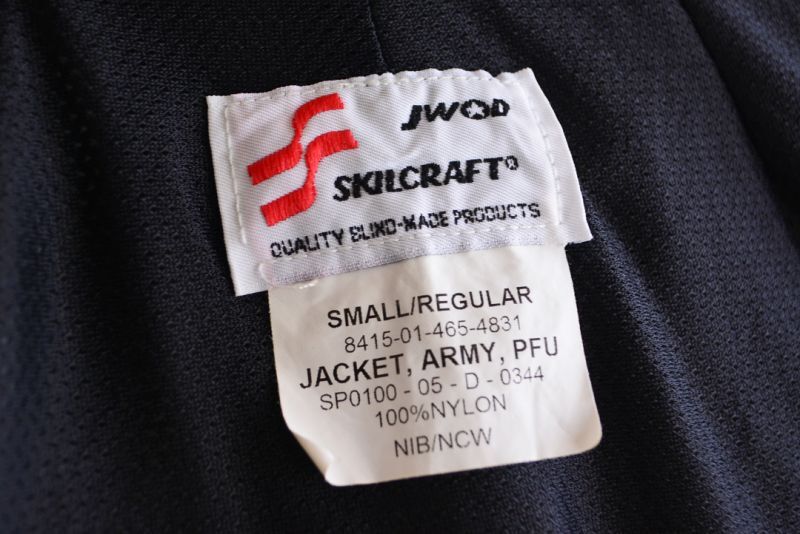 JWOD
SKILCRAFT®
QUALITY BLIND-MADE PRODUCTS
SMALL/REGULAR
8415-01-465-4831
JACKET, ARMY, PFU
SP0100 - 05 - D - 0344
100%NYLON
NIB/NCW